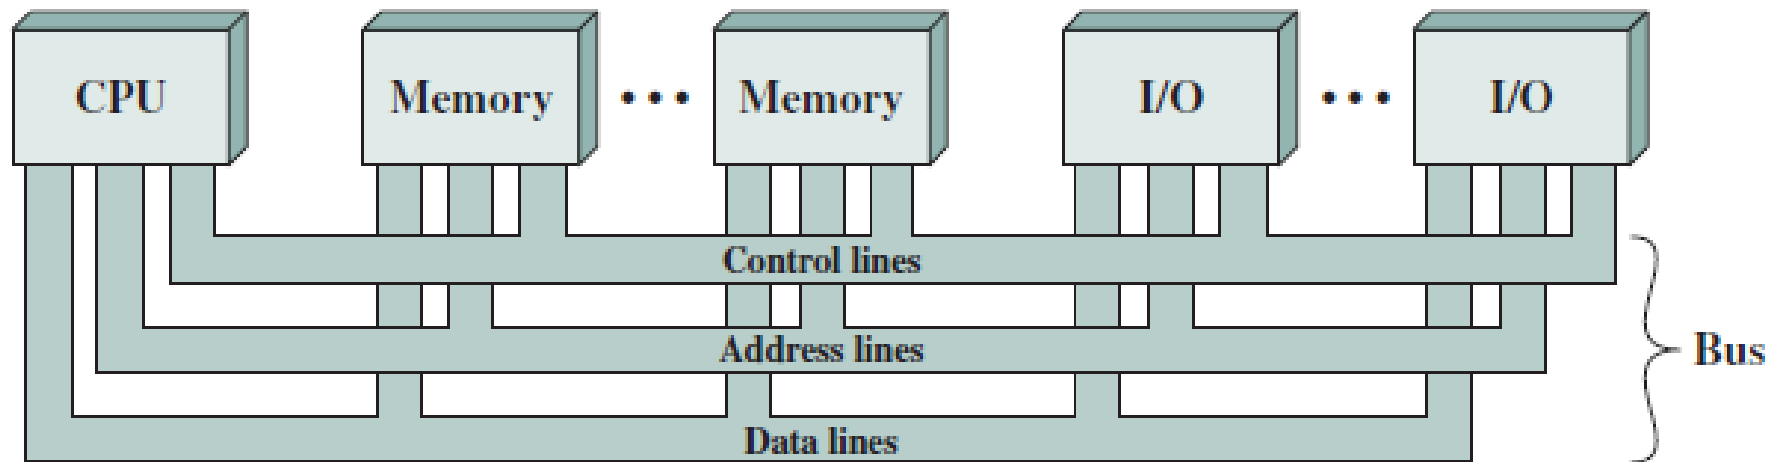 CPU
Memory
• • •
Memory
I/O
• • •
I/O
Control lines
Address lines
Bus
Data lines